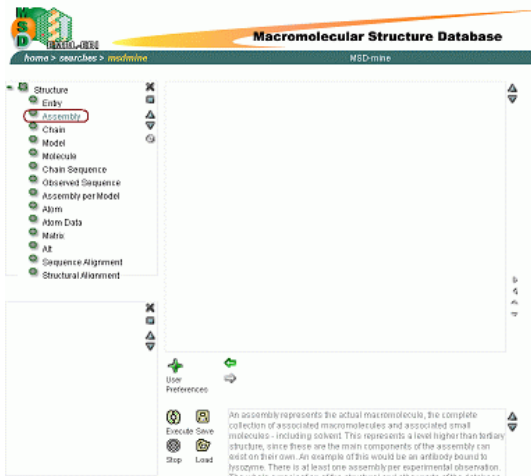 MSD
EMBL-EBI
Macromolecular Structure Database
home > searches > msdmine
MSD-mine
Structure
Entry
Assembly
Chain
Model
Molecule
Chain Sequence
Observed Sequence
Assembly per Model
Atom
Atom Data
Matrix
Alt
Sequence Alignment
Structural Alignment
User
Preferences
Execute Save
Stop Load
An assembly represents the actual macromolecule, the complete
collection of associated macromolecules and associated small
molecules - including solvent. This represents a level higher than tertiary
structure, since these are the main components of the assembly can
exist on their own. An example of this would be an antibody bound to
lysozyme. There is at least one assembly per experimental observation.